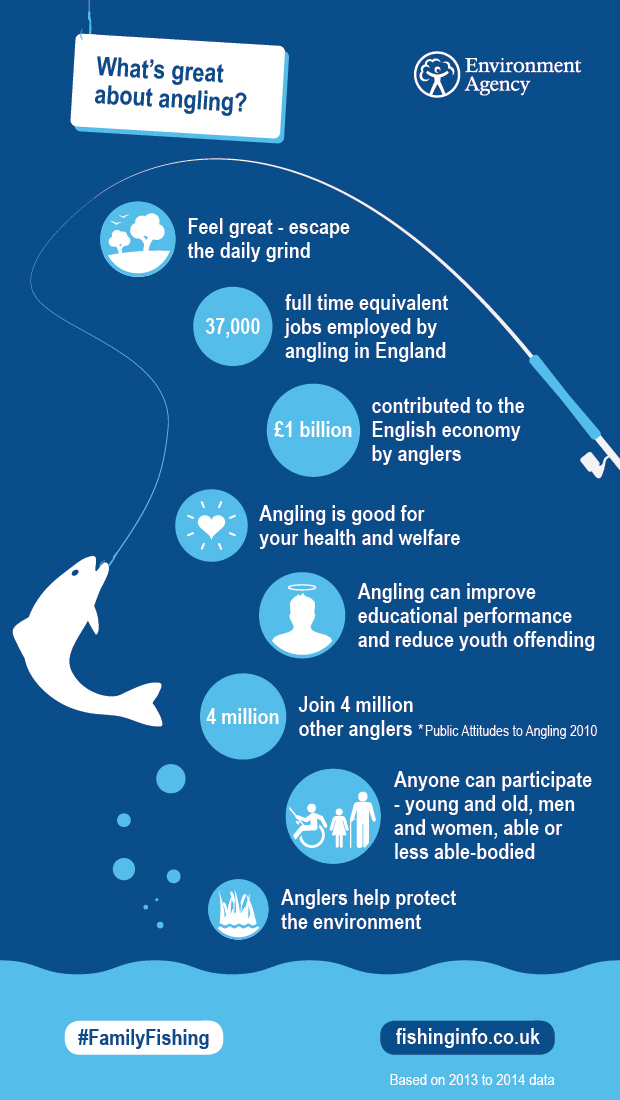 What's great
about angling?
Environment
Agency
Feel great - escape
the daily grind
37,000
full time equivalent
jobs employed by
angling in England
£1 billion
contributed to the
English economy
by anglers
Angling is good for
your health and welfare
Angling can improve
educational performance
and reduce youth offending
4 million
Join 4 million
other anglers *Public Attitudes to Angling 2010
Anyone can participate
- young and old, men
and women, able or
less able-bodied
Anglers help protect
the environment
#FamilyFishing
fishinginfo.co.uk
Based on 2013 to 2014 data